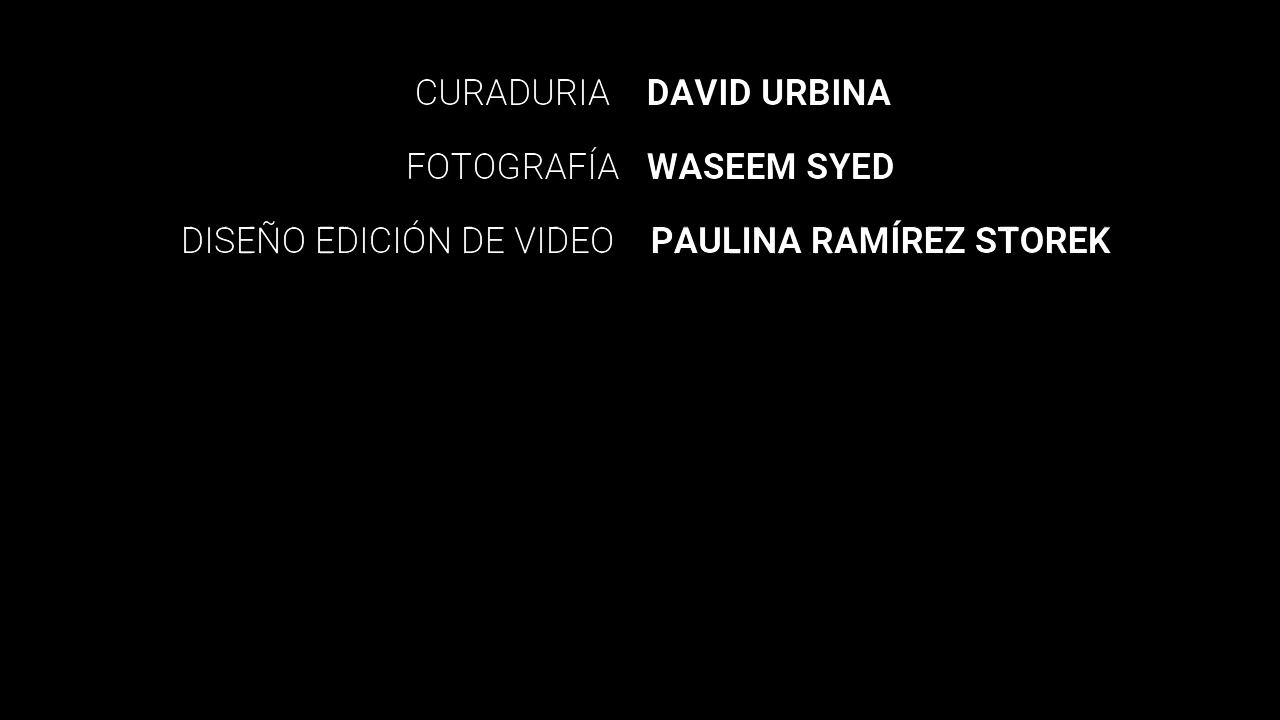 CURADURIA DAVID URBINA
FOTOGRAFÍA WASEEM SYED
DISEÑO EDICIÓN DE VIDEO PAULINA RAMÍREZ STOREK